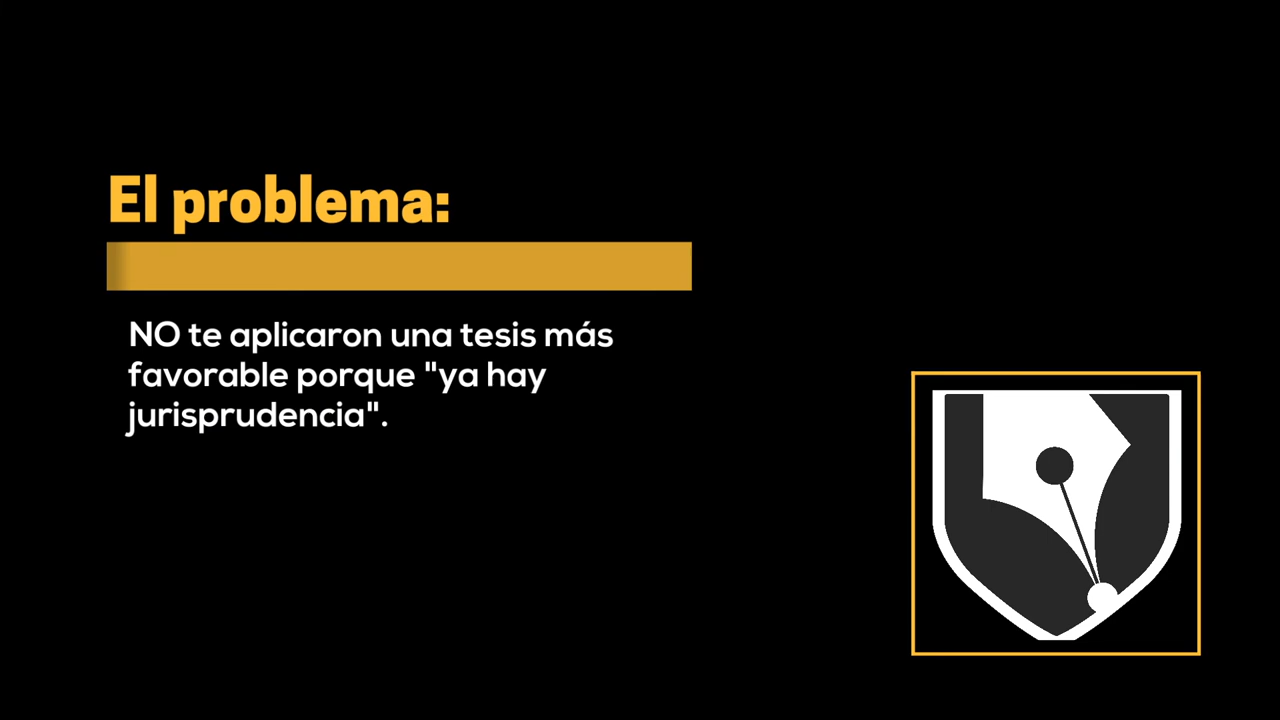 El problema:
NO te aplicaron una tesis más
favorable porque "ya hay
jurisprudencia".